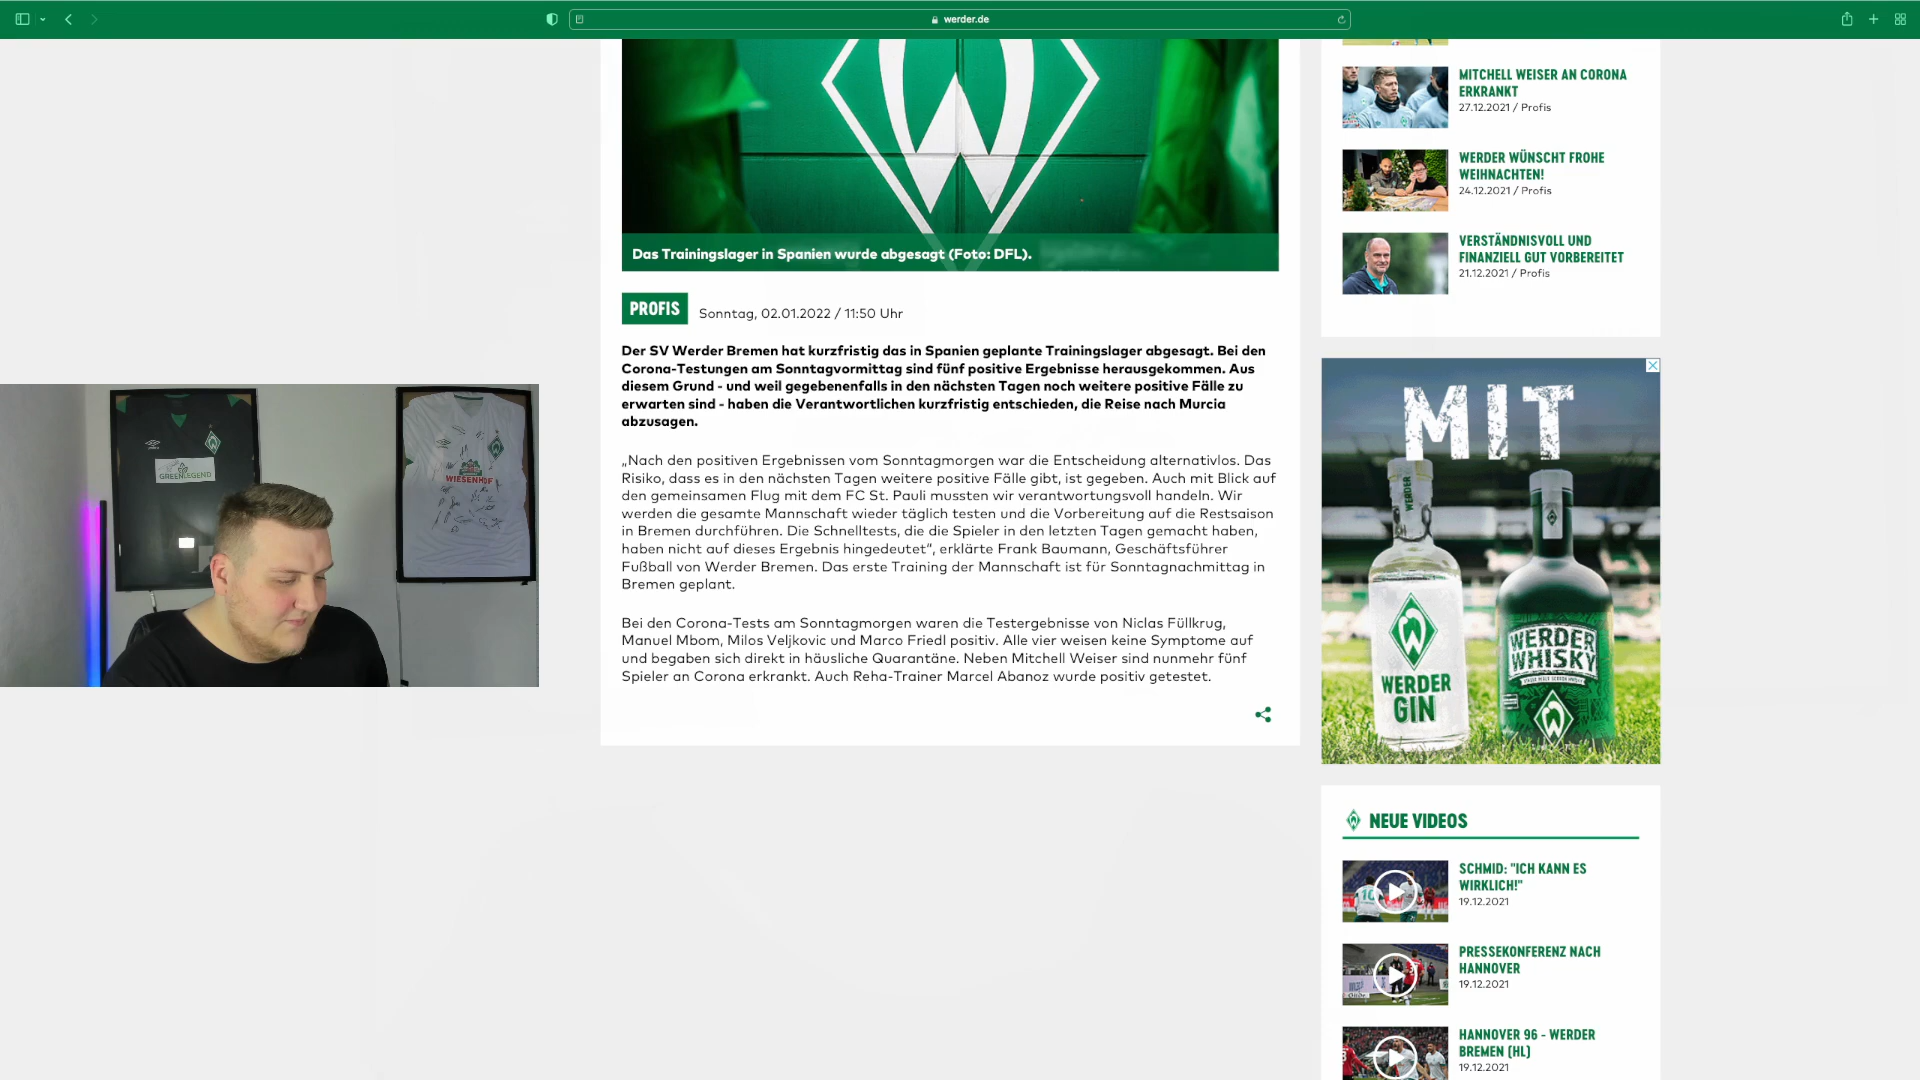 werder.de
Das Trainingslager in Spanien wurde abgesagt (Foto: DFL).
PROFIS
Sonntag, 02.01.2022 / 11:50 Uhr
Der SV Werder Bremen hat kurzfristig das in Spanien geplante Trainingslager abgesagt. Bei den
Corona-Testungen am Sonntagvormittag sind fünf positive Ergebnisse herausgekommen. Aus
diesem Grund - und weil gegebenenfalls in den nächsten Tagen noch weitere positive Fälle zu
erwarten sind - haben die Verantwortlichen kurzfristig entschieden, die Reise nach Murcia
abzusagen.
„Nach den positiven Ergebnissen vom Sonntagmorgen war die Entscheidung alternativlos. Das
Risiko, dass es in den nächsten Tagen weitere positive Fälle gibt, ist gegeben. Auch mit Blick auf
den gemeinsamen Flug mit dem FC St. Pauli mussten wir verantwortungsvoll handeln. Wir
werden die gesamte Mannschaft wieder täglich testen und die Vorbereitung auf die Restsaison
in Bremen durchführen. Die Schnelltests, die die Spieler in den letzten Tagen gemacht haben,
haben nicht auf dieses Ergebnis hingedeutet“, erklärte Frank Baumann, Geschäftsführer
Fußball von Werder Bremen. Das erste Training der Mannschaft ist für Sonntagnachmittag in
Bremen geplant.
Bei den Corona-Tests am Sonntagmorgen waren die Testergebnisse von Niclas Füllkrug,
Manuel Mbom, Milos Veljkovic und Marco Friedl positiv. Alle vier weisen keine Symptome auf
und begaben sich direkt in häusliche Quarantäne. Neben Mitchell Weiser sind nunmehr fünf
Spieler an Corona erkrankt. Auch Reha-Trainer Marcel Abanoz wurde positiv getestet.
GREENLEGEND
WIESENHOF
MITCHELL WEISER AN CORONA
ERKRANKT
27.12.2021 / Profis
WERDER WÜNSCHT FROHE
WEIHNACHTEN!
24.12.2021 / Profis
VERSTÄNDNISVOLL UND
FINANZIELL GUT VORBEREITET
21.12.2021 / Profis
MIT
WERDER
WERDER
GIN
WERDER
WHISKY
NEUE VIDEOS
SCHMID: "ICH KANN ES
WIRKLICH!"
19.12.2021
PRESSEKONFERENZ NACH
HANNOVER
19.12.2021
HANNOVER 96 - WERDER
BREMEN (HL)
19.12.2021